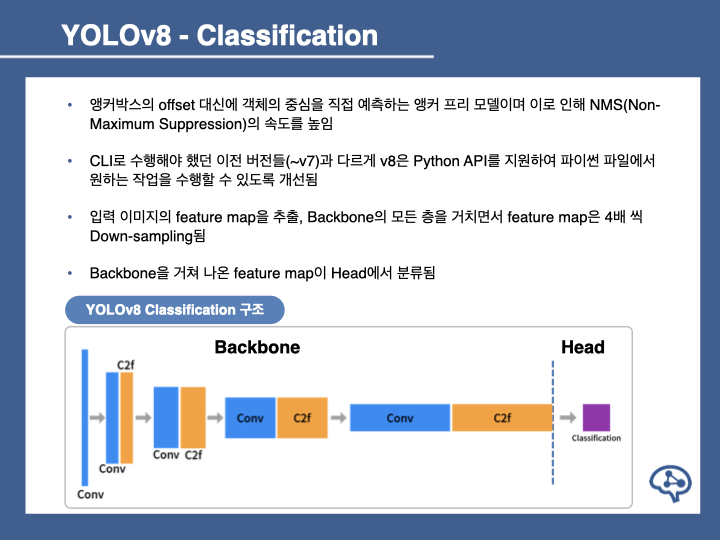 YOLOv8 - Classification
• 앵커박스의 offset 대신에 객체의 중심을 직접 예측하는 앵커 프리 모델이며 이로 인해 NMS(Non-
Maximum Suppression)의 속도를 높임
• CLI로 수행해야 했던 이전 버전들(~v7)과 다르게 v8은 Python API를 지원하여 파이썬 파일에서
원하는 작업을 수행할 수 있도록 개선됨
• 입력 이미지의 feature map을 추출, Backbone의 모든 층을 거치면서 feature map은 4배 씩
Down-sampling됨
• Backbone을 거쳐 나온 feature map이 Head에서 분류됨
YOLOv8 Classification 구조
Backbone
Head
Conv
C2f
Conv
Conv C2f
Conv
C2f
Conv
C2f
Classification